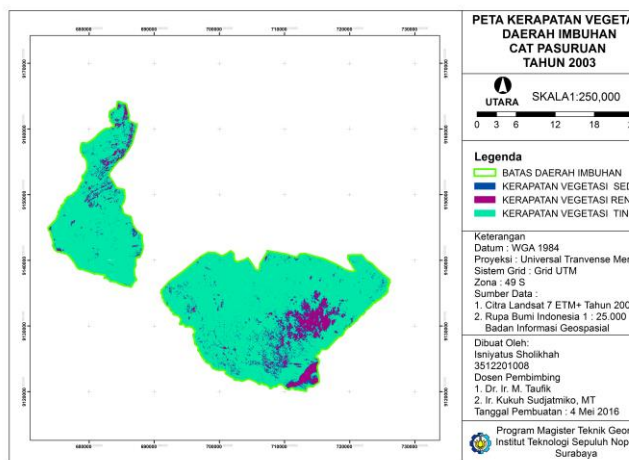 PETA KERAPATAN VEGETA
DAERAH IMBUHAN
CAT PASURUAN
TAHUN 2003
UTARA
SKALA1:250,000
0 3 6 12 18
Legenda
BATAS DAERAH IMBUHAN
KERAPATAN VEGETASI SED
KERAPATAN VEGETASI REN
KERAPATAN VEGETASI TIN
Keterangan
Datum : WGA 1984
Proyeksi : Universal Tranvense Mer
Sistem Grid : Grid UTM
Zona : 49 S
Sumber Data :
1. Citra Landsat 7 ETM+ Tahun 200
2. Rupa Bumi Indonesia 1 : 25.000
Badan Informasi Geospasial
Dibuat Oleh:
Isniyatus Sholikhah
3512201008
Dosen Pembimbing
1. Dr. Ir. M. Taufik
2. Ir. Kukuh Sudjatmiko, MT
Tanggal Pembuatan : 4 Mei 2016
Program Magister Teknik Geom
Institut Teknologi Sepuluh Nop
Surabaya